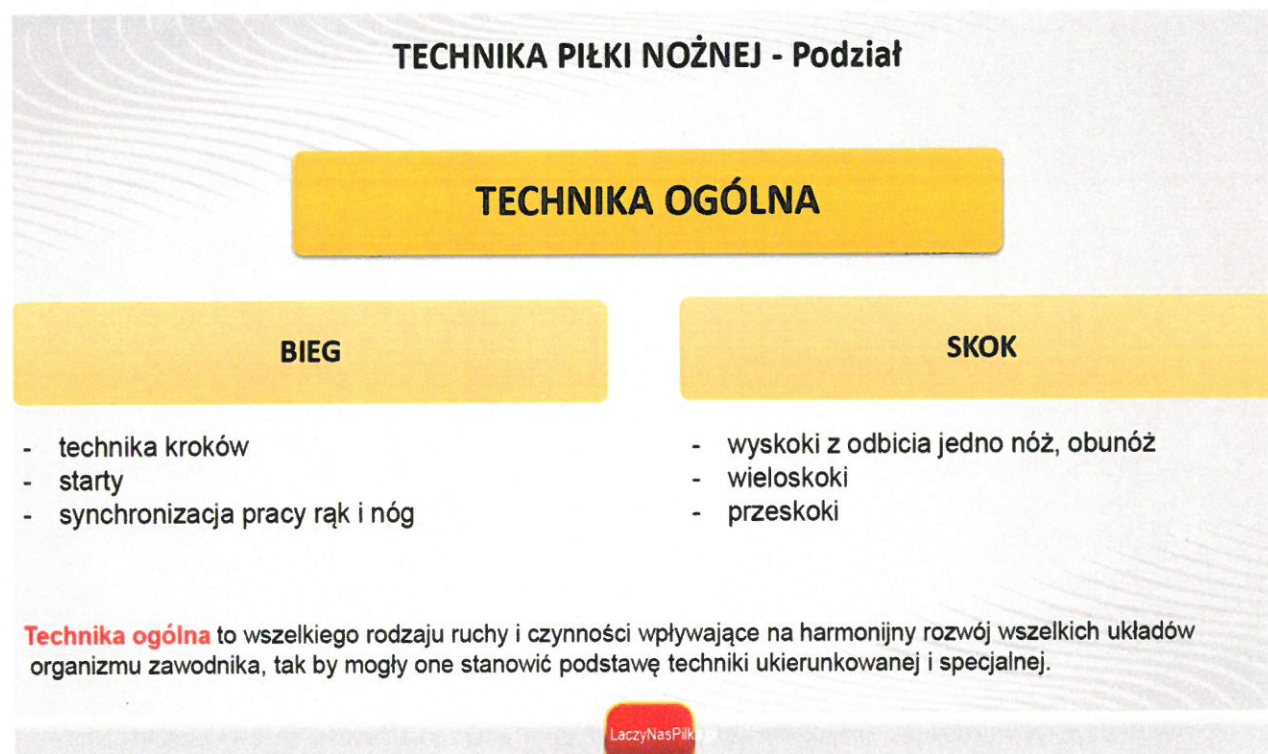 TECHNIKA PIŁKI NOŻNEJ - Podział
TECHNIKA OGÓLNA
BIEG
- technika kroków
- starty
- synchronizacja pracy rąk i nóg
SKOK
- wyskoki z odbicia jedno nóż, obunóż
- wieloskoki
- przeskoki
Technika ogólna to wszelkiego rodzaju ruchy i czynności wpływające na harmonijny rozwój wszelkich układów
organizmu zawodnika, tak by mogły one stanowić podstawę techniki ukierunkowanej i specjalnej.
LaczyNasPilk